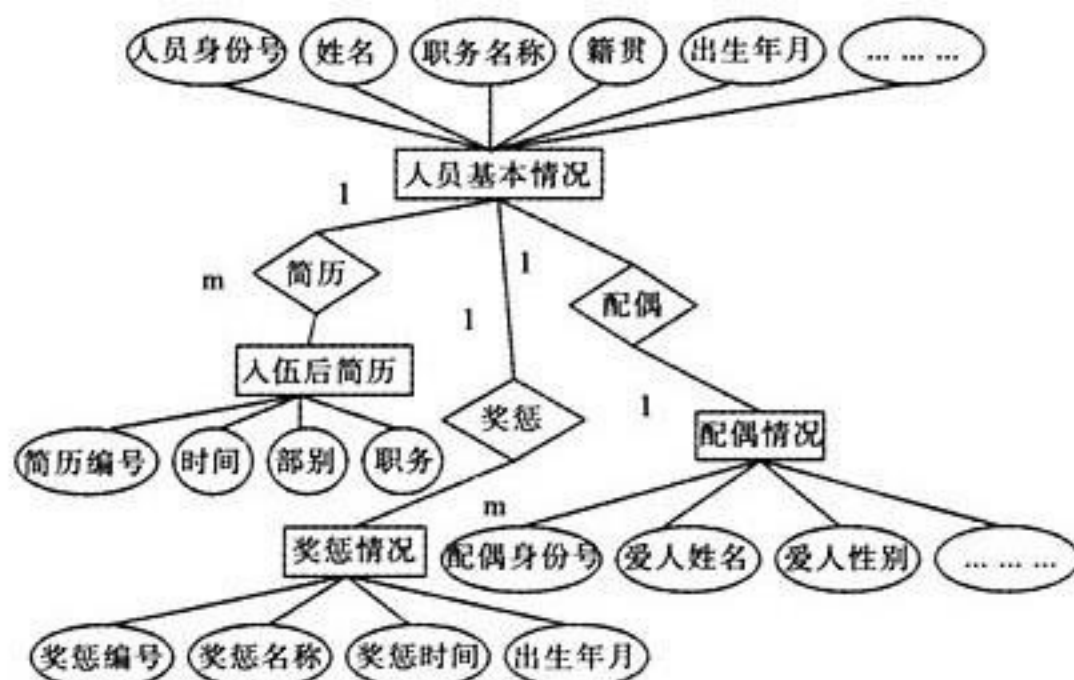 人员身份号 姓名 职务名称 籍贯 出生年月 ... ... ...
人员基本情况
1
简历
m
1
配偶
1
入伍后简历
奖惩
1
配偶情况
简历编号 时间 部别 职务
m
奖惩情况
配偶身份号 爱人姓名 爱人性别 ... ... ...
奖惩编号 奖惩名称 奖惩时间 出生年月